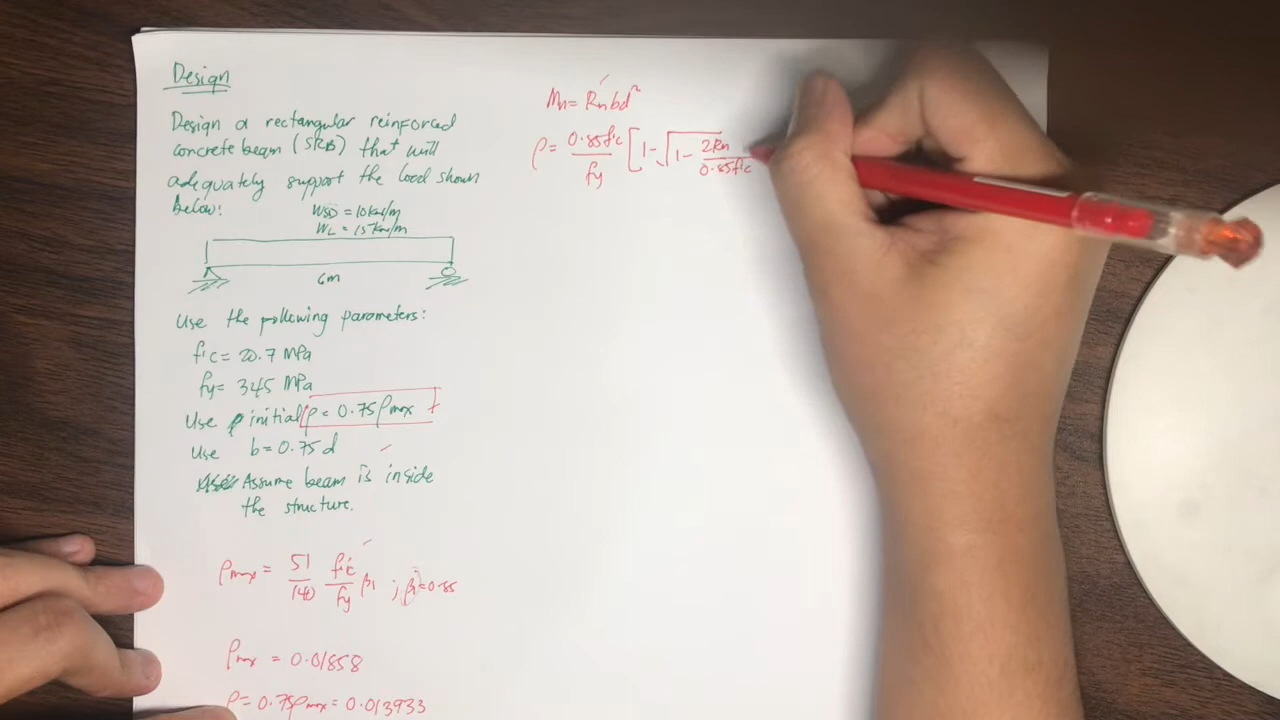 Design
Design a rectangular reinforced
concrete beam (SRB) that will
adequately support the load shown
below:
WSD = 10kN/m
WL = 15kN/m
6m
Use the following parameters:
f'c = 20.7 MPa
fy = 345 MPa
Use initial ρ = 0.75ρmax
Use b = 0.75d
Assume beam is inside
the structure.
ρmax = 51/140 f'c/fy β1 ; β1 = 0.85
ρmax = 0.01858
ρ = 0.75ρmax = 0.013933
Mn = Rnbd²
ρ = 0.85f'c/fy [1 - √1 - 2Rn/0.85f'c